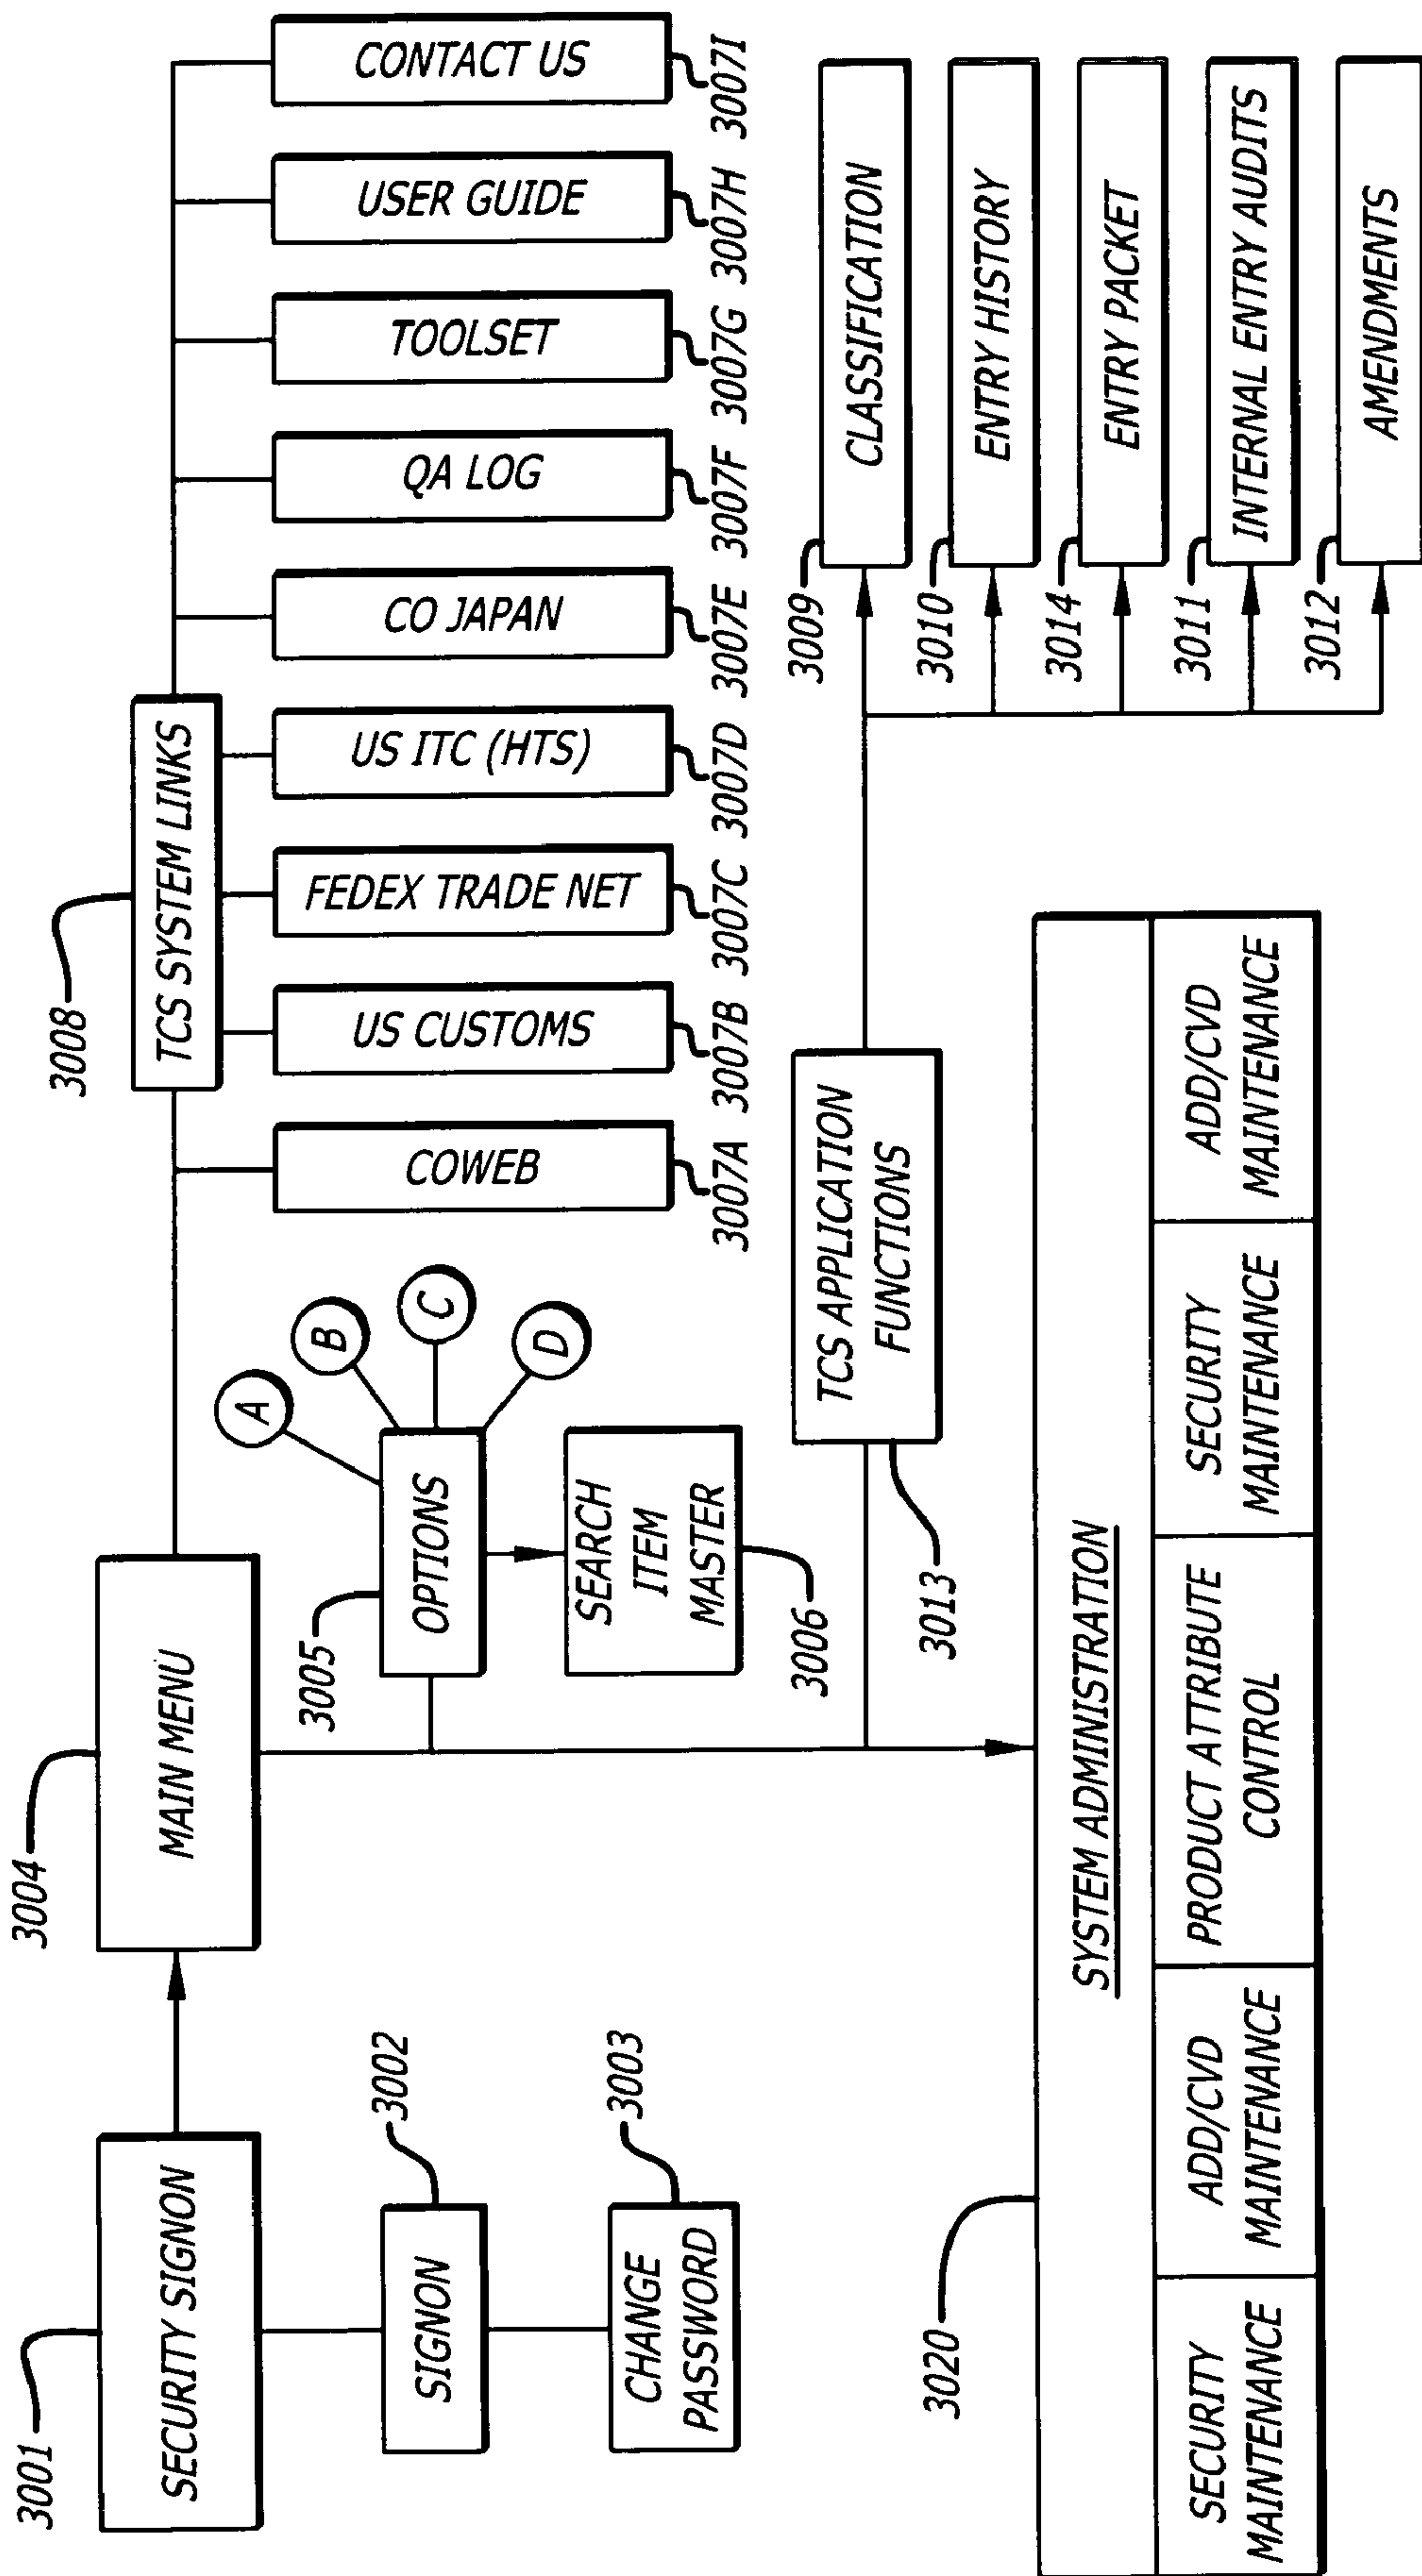 3001
SECURITY SIGNON
3002
SIGNON
3003
CHANGE
PASSWORD
3004
MAIN MENU
3005
OPTIONS
A
B
C
D
SEARCH
ITEM
MASTER
3006
3008
TCS SYSTEM LINKS
COWEB
3007A
US CUSTOMS
3007B
FEDEX TRADE NET
3007C
US ITC (HTS)
3007D
CO JAPAN
3007E
QA LOG
3007F
TOOLSET
3007G
USER GUIDE
3007H
CONTACT US
3007I
TCS APPLICATION
FUNCTIONS
3013
3009
CLASSIFICATION
3010
ENTRY HISTORY
3014
ENTRY PACKET
3011
INTERNAL ENTRY AUDITS
3012
AMENDMENTS
3020
SYSTEM ADMINISTRATION
SECURITY
MAINTENANCE
ADD/CVD
MAINTENANCE
PRODUCT ATTRIBUTE
CONTROL
SECURITY
MAINTENANCE
ADD/CVD
MAINTENANCE